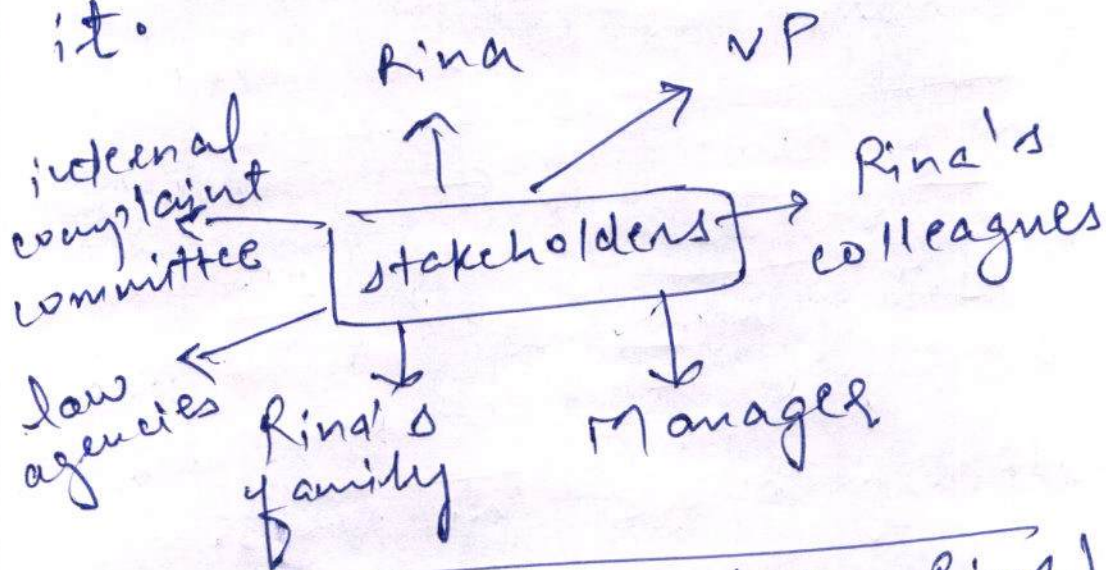 it.
Rina
VP
internal
complaint
committee
stakeholders
Rina's
colleagues
law
agencies
Rina's
family
Manager